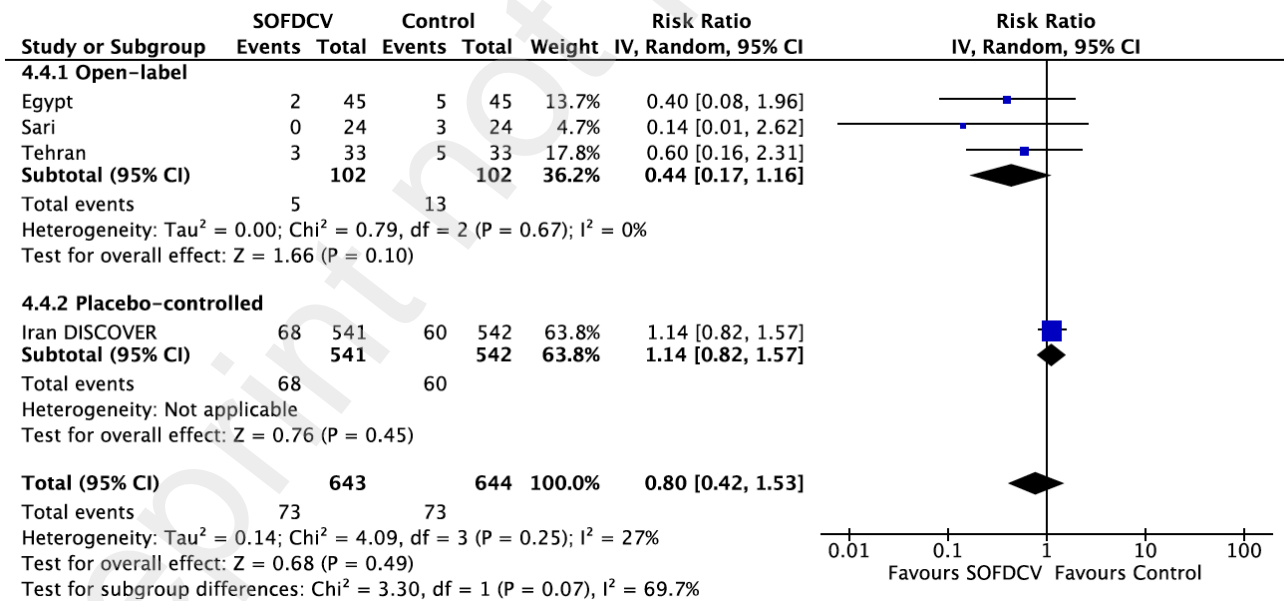 SOFDCV Control Risk Ratio Risk Ratio
Study or Subgroup Events Total Events Total Weight IV, Random, 95% CI IV, Random, 95% CI
4.4.1 Open-label
Egypt 2 45 5 45 13.7% 0.40 [0.08, 1.96]
Sari 0 24 3 24 4.7% 0.14 [0.01, 2.62]
Tehran 3 33 5 33 17.8% 0.60 [0.16, 2.31]
Subtotal (95% CI) 102 102 36.2% 0.44 [0.17, 1.16]
Total events 5 13
Heterogeneity: Tau² = 0.00; Chi² = 0.79, df = 2 (P = 0.67); I² = 0%
Test for overall effect: Z = 1.66 (P = 0.10)
4.4.2 Placebo-controlled
Iran DISCOVER 68 541 60 542 63.8% 1.14 [0.82, 1.57]
Subtotal (95% CI) 541 542 63.8% 1.14 [0.82, 1.57]
Total events 68 60
Heterogeneity: Not applicable
Test for overall effect: Z = 0.76 (P = 0.45)
Total (95% CI) 643 644 100.0% 0.80 [0.42, 1.53]
Total events 73 73
Heterogeneity: Tau² = 0.14; Chi² = 4.09, df = 3 (P = 0.25); I² = 27%
Test for overall effect: Z = 0.68 (P = 0.49)
Test for subgroup differences: Chi² = 3.30, df = 1 (P = 0.07), I² = 69.7%
0.01 0.1 1 10 100
Favours SOFDCV Favours Control
eprint no